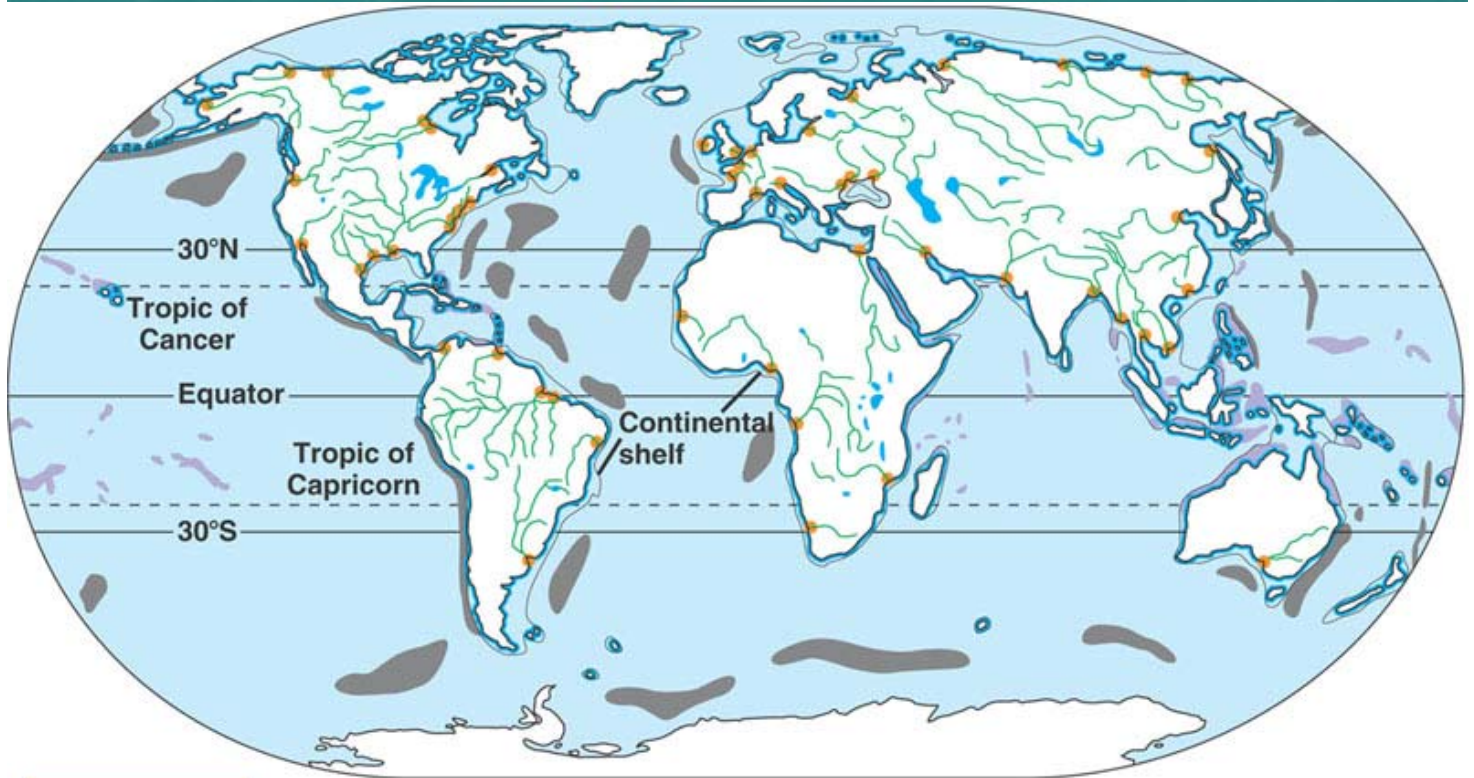 30°N
Tropic of
Cancer
Equator
Continental
shelf
Tropic of
Capricorn
30°S